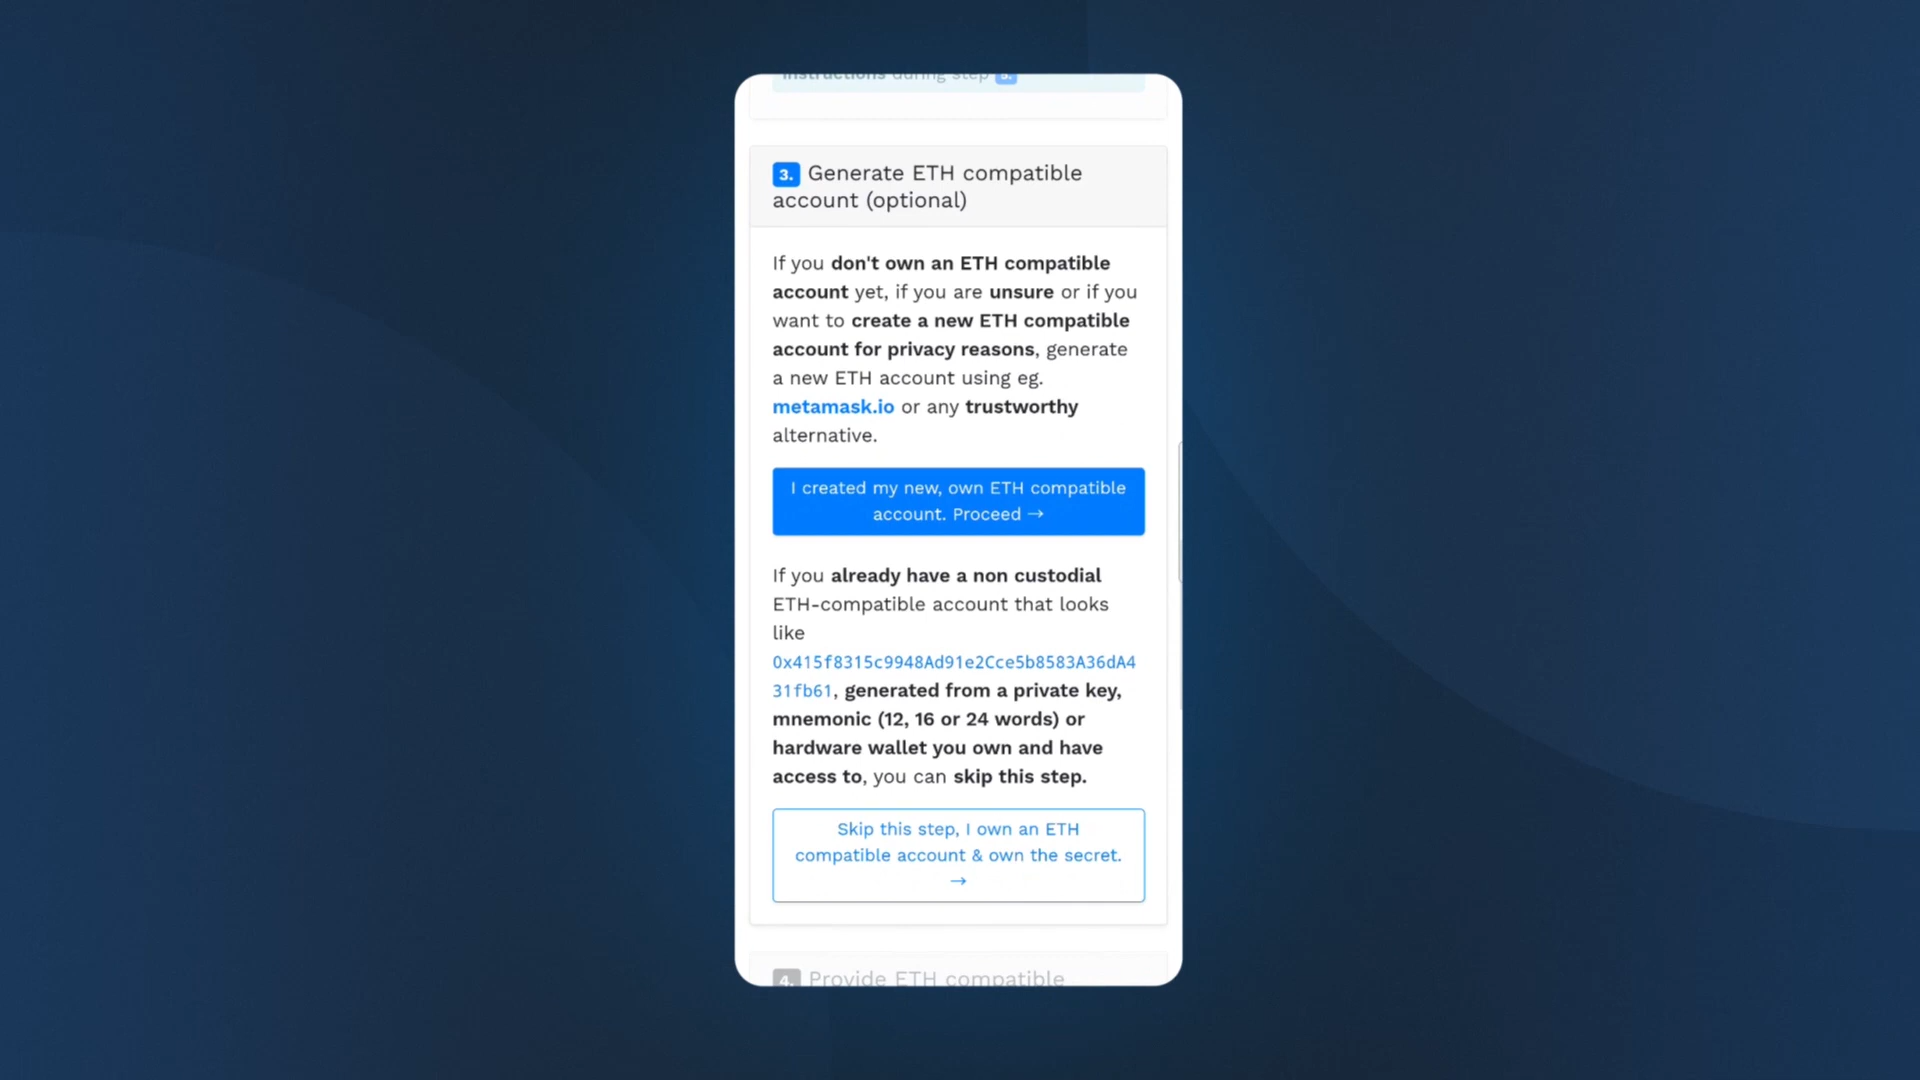 instructions during step 5.
3. Generate ETH compatible
account (optional)
If you don't own an ETH compatible
account yet, if you are unsure or if you
want to create a new ETH compatible
account for privacy reasons, generate
a new ETH account using eg.
metamask.io or any trustworthy
alternative.
I created my new, own ETH compatible
account. Proceed →
If you already have a non custodial
ETH-compatible account that looks
like
0x415f8315c9948Ad91e2Cce5b8583A36dA4
31fb61, generated from a private key,
mnemonic (12, 16 or 24 words) or
hardware wallet you own and have
access to, you can skip this step.
Skip this step, I own an ETH
compatible account & own the secret.
→
4. Provide ETH compatible